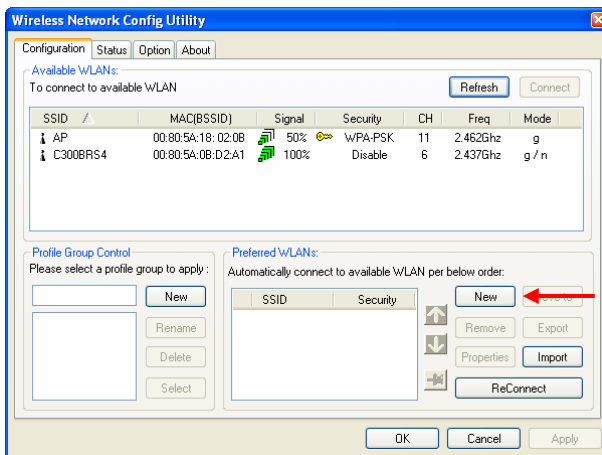 Wireless Network Config Utility
Configuration Status Option About
Available WLANs:
To connect to available WLAN
Refresh Connect
SSID MAC(BSSID) Signal Security CH Freq Mode
AP 00:80:5A:18:02:0B 50% WPA-PSK 11 2.462Ghz g
C300BRS4 00:80:5A:0B:D2:A1 100% Disable 6 2.437Ghz g / n
Profile Group Control
Please select a profile group to apply :
New
Rename
Delete
Select
Preferred WLANs:
Automatically connect to available WLAN per below order:
SSID Security
New
Remove Export
Properties Import
ReConnect
OK Cancel Apply